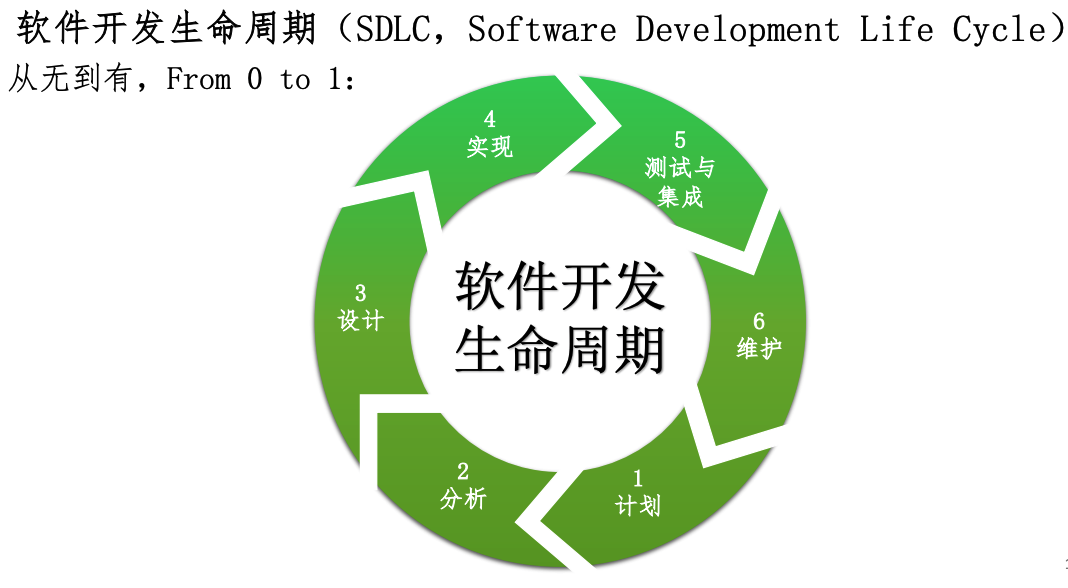 软件开发生命周期（SDLC，Software Development Life Cycle）
从无到有，From 0 to 1：
4
实现
5
测试与
集成
3
设计
软件开发
生命周期
6
维护
2
分析
1
计划